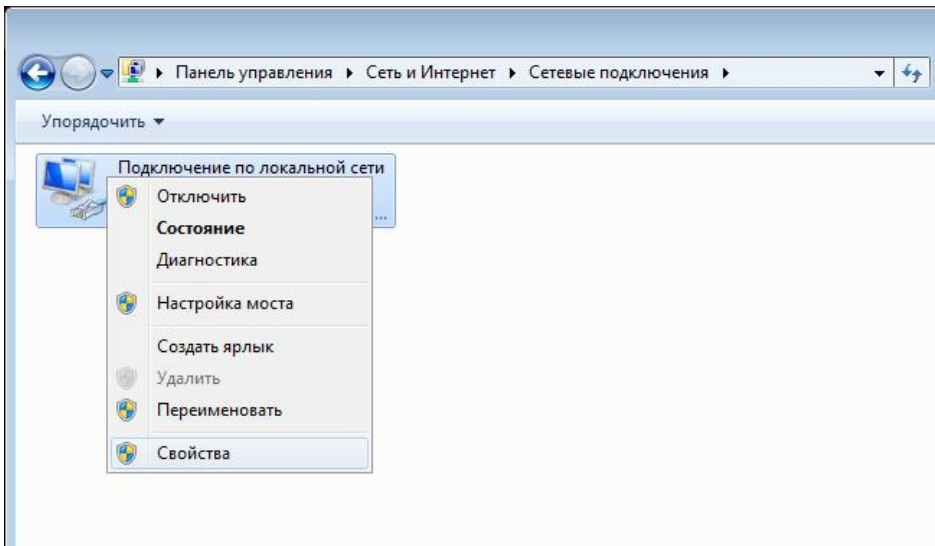 Панель управления Сеть и Интернет Сетевые подключения
Упорядочить
Подключение по локальной сети
...
Отключить
Состояние
Диагностика
Настройка моста
Создать ярлык
Удалить
Переименовать
Свойства